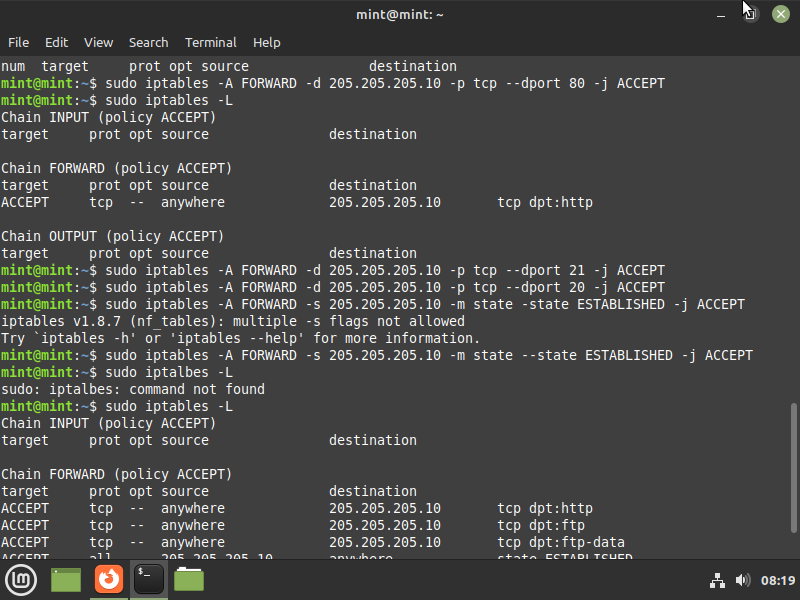 mint@mint: ~
File Edit View Search Terminal Help
num  target     prot opt source               destination
mint@mint:~$ sudo iptables -A FORWARD -d 205.205.205.10 -p tcp --dport 80 -j ACCEPT
mint@mint:~$ sudo iptables -L
Chain INPUT (policy ACCEPT)
target     prot opt source               destination
Chain FORWARD (policy ACCEPT)
target     prot opt source               destination
ACCEPT     tcp  --  anywhere             205.205.205.10       tcp dpt:http
Chain OUTPUT (policy ACCEPT)
target     prot opt source               destination
mint@mint:~$ sudo iptables -A FORWARD -d 205.205.205.10 -p tcp --dport 21 -j ACCEPT
mint@mint:~$ sudo iptables -A FORWARD -d 205.205.205.10 -p tcp --dport 20 -j ACCEPT
mint@mint:~$ sudo iptables -A FORWARD -s 205.205.205.10 -m state -state ESTABLISHED -j ACCEPT
iptables v1.8.7 (nf_tables): multiple -s flags not allowed
Try `iptables -h' or 'iptables --help' for more information.
mint@mint:~$ sudo iptables -A FORWARD -s 205.205.205.10 -m state --state ESTABLISHED -j ACCEPT
mint@mint:~$ sudo iptalbes -L
sudo: iptalbes: command not found
mint@mint:~$ sudo iptables -L
Chain INPUT (policy ACCEPT)
target     prot opt source               destination
Chain FORWARD (policy ACCEPT)
target     prot opt source               destination
ACCEPT     tcp  --  anywhere             205.205.205.10       tcp dpt:http
ACCEPT     tcp  --  anywhere             205.205.205.10       tcp dpt:ftp
ACCEPT     tcp  --  anywhere             205.205.205.10       tcp dpt:ftp-data
ACCEPT     all  --  205.205.205.10       anywhere             state ESTABLISHED
08:19